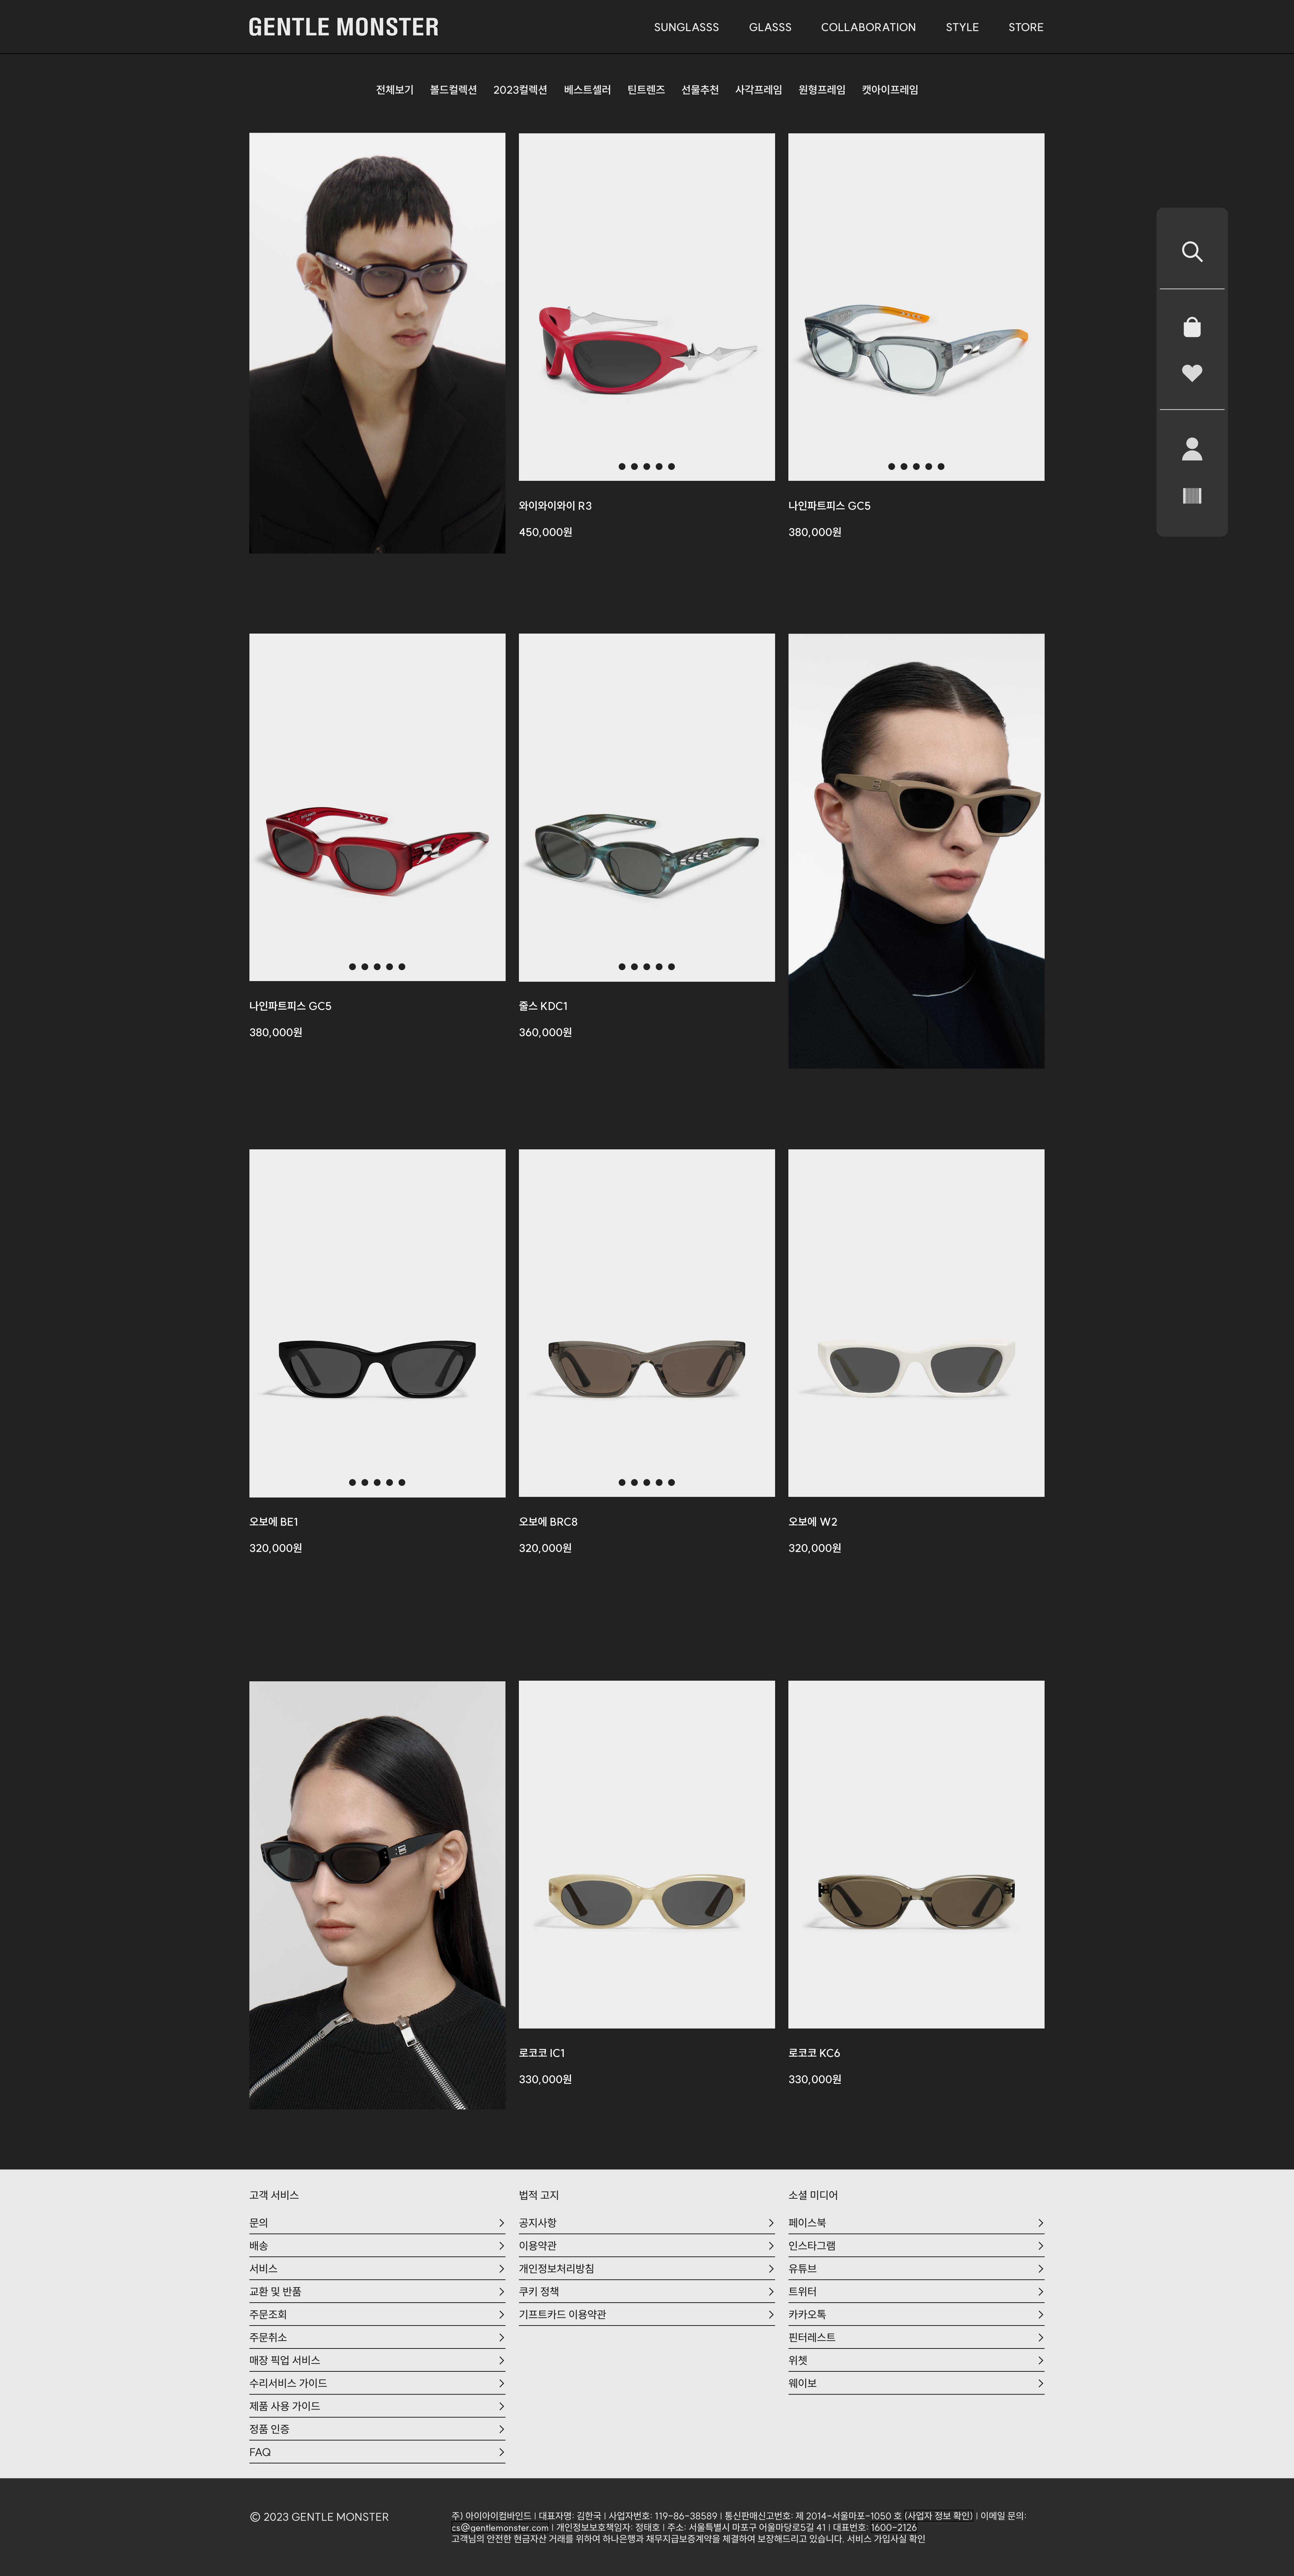 GENTLE MONSTER
SUNGLASSS GLASSS COLLABORATION STYLE STORE
전체보기 볼드컬렉션 2023컬렉션 베스트셀러 틴트렌즈 선물추천 사각프레임 원형프레임 캣아이프레임
와이와이와이 R3
450,000원
나인파트피스 GC5
380,000원
나인파트피스 GC5
380,000원
줄스 KDC1
360,000원
오보에 BE1
320,000원
오보에 BRC8
320,000원
오보에 W2
320,000원
로코코 IC1
330,000원
로코코 KC6
330,000원
고객 서비스
문의
배송
서비스
교환 및 반품
주문조회
주문취소
매장 픽업 서비스
수리서비스 가이드
제품 사용 가이드
정품 인증
FAQ
법적 고지
공지사항
이용약관
개인정보처리방침
쿠키 정책
기프트카드 이용약관
소셜 미디어
페이스북
인스타그램
유튜브
트위터
카카오톡
핀터레스트
위쳇
웨이보
© 2023 GENTLE MONSTER
주) 아이아이컴바인드 | 대표자명: 김한국 | 사업자번호: 119-86-38589 | 통신판매신고번호: 제 2014-서울마포-1050 호 (사업자 정보 확인) | 이메일 문의:
cs@gentlemonster.com | 개인정보보호책임자: 정태호 | 주소: 서울특별시 마포구 어울마당로5길 41 | 대표번호: 1600-2126
고객님의 안전한 현금자산 거래를 위하여 하나은행과 채무지급보증계약을 체결하여 보장해드리고 있습니다. 서비스 가입사실 확인